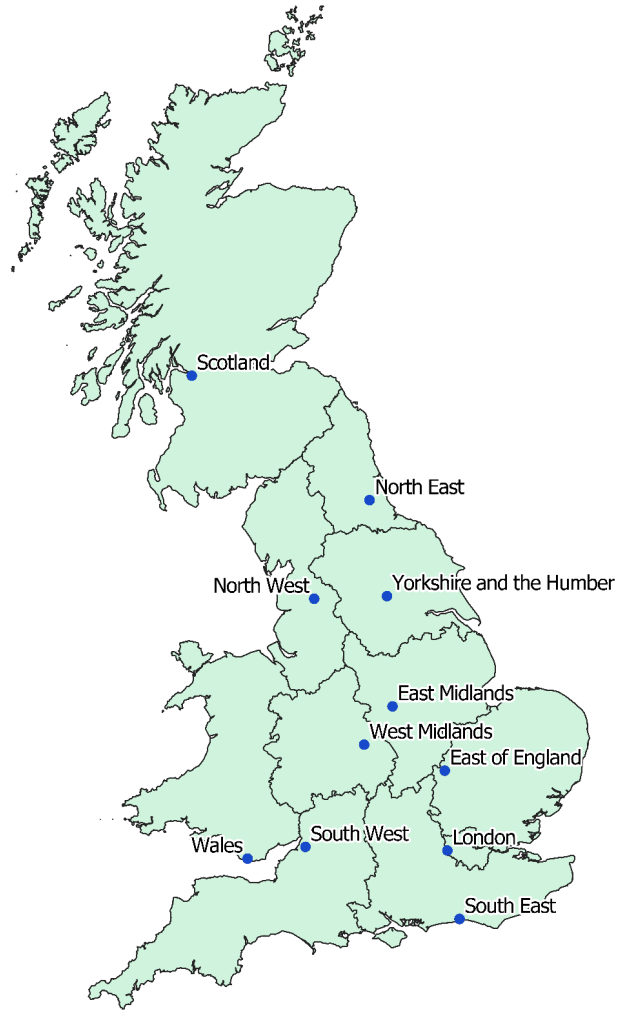 Scotland
North East
North West
Yorkshire and the Humber
East Midlands
West Midlands
East of England
South West
London
Wales
South East